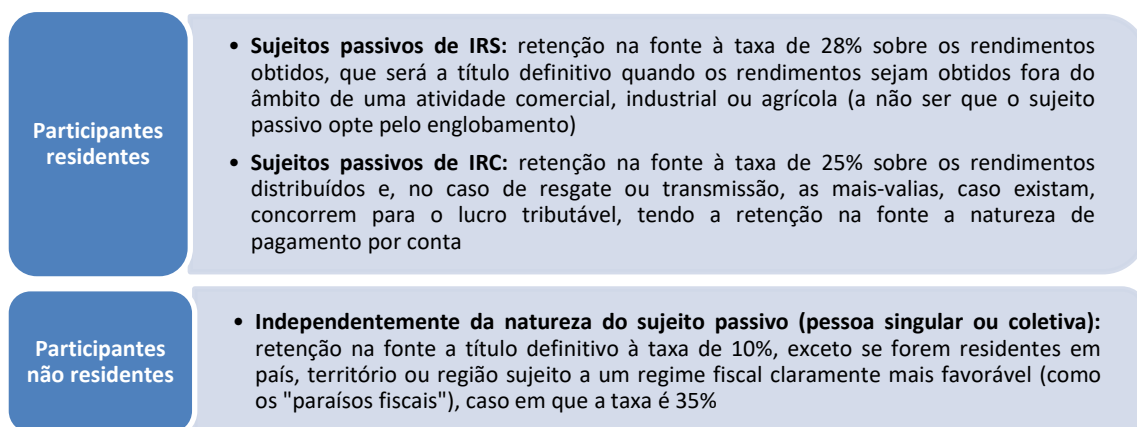 Participantes
residentes
• Sujeitos passivos de IRS: retenção na fonte à taxa de 28% sobre os rendimentos
obtidos, que será a título definitivo quando os rendimentos sejam obtidos fora do
âmbito de uma atividade comercial, industrial ou agrícola (a não ser que o sujeito
passivo opte pelo englobamento)
• Sujeitos passivos de IRC: retenção na fonte à taxa de 25% sobre os rendimentos
distribuídos e, no caso de resgate ou transmissão, as mais-valias, caso existam,
concorrem para o lucro tributável, tendo a retenção na fonte a natureza de
pagamento por conta
Participantes
não residentes
• Independentemente da natureza do sujeito passivo (pessoa singular ou coletiva):
retenção na fonte a título definitivo à taxa de 10%, exceto se forem residentes em
país, território ou região sujeito a um regime fiscal claramente mais favorável (como
os "paraísos fiscais"), caso em que a taxa é 35%